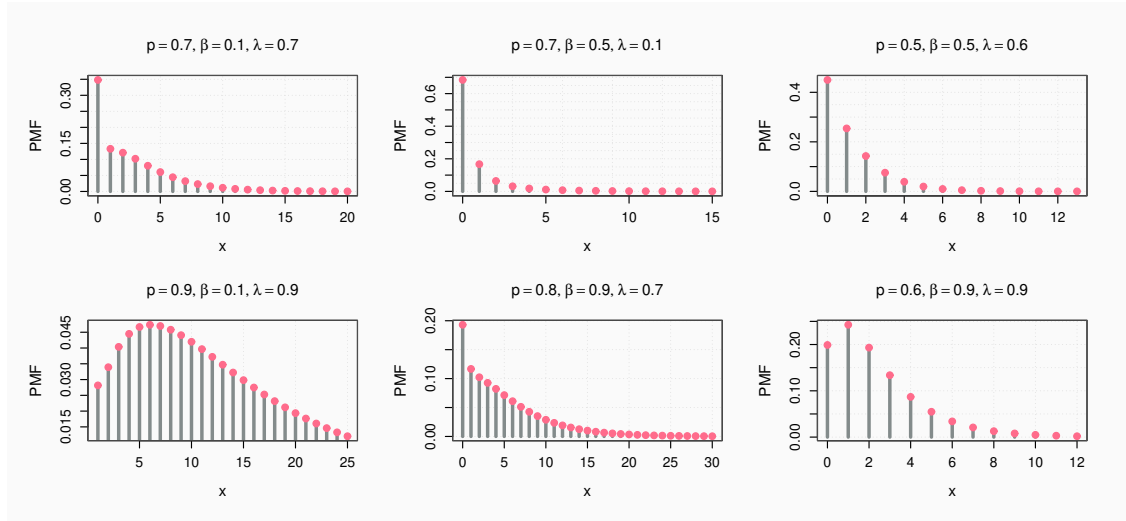 p = 0.7, β = 0.1, λ = 0.7
PMF
0.00 0.15 0.30
0 5 10 15 20
x
p = 0.7, β = 0.5, λ = 0.1
PMF
0.0 0.2 0.4 0.6
0 5 10 15
x
p = 0.5, β = 0.5, λ = 0.6
PMF
0.0 0.2 0.4
0 2 4 6 8 10 12
x
p = 0.9, β = 0.1, λ = 0.9
PMF
0.015 0.030 0.045
5 10 15 20 25
x
p = 0.8, β = 0.9, λ = 0.7
PMF
0.00 0.10 0.20
0 5 10 15 20 25 30
x
p = 0.6, β = 0.9, λ = 0.9
PMF
0.00 0.10 0.20
0 2 4 6 8 10 12
x